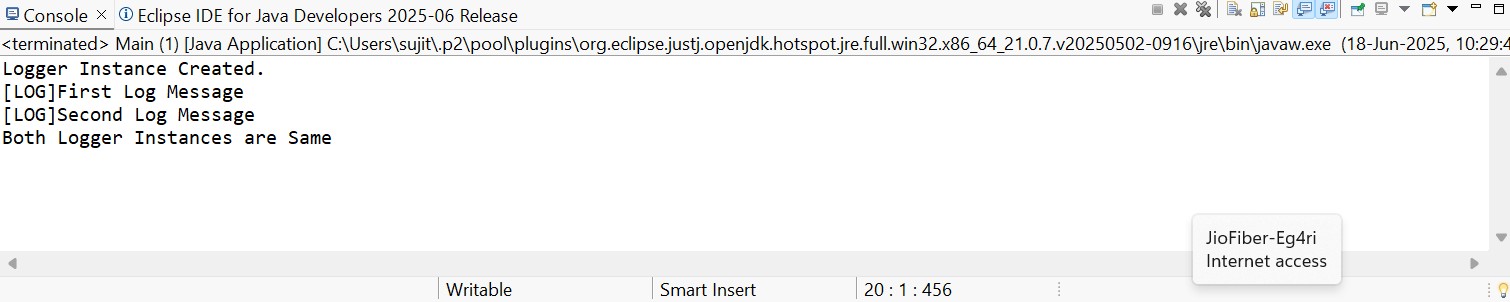 Console Eclipse IDE for Java Developers 2025-06 Release
<terminated> Main (1) [Java Application] C:\Users\sujit\.p2\pool\plugins\org.eclipse.justj.openjdk.hotspot.jre.full.win32.x86_64_21.0.7.v20250502-0916\jre\bin\javaw.exe (18-Jun-2025, 10:29:4
Logger Instance Created.
[LOG]First Log Message
[LOG]Second Log Message
Both Logger Instances are Same
JioFiber-Eg4ri
Internet access
Writable Smart Insert 20 : 1 : 456